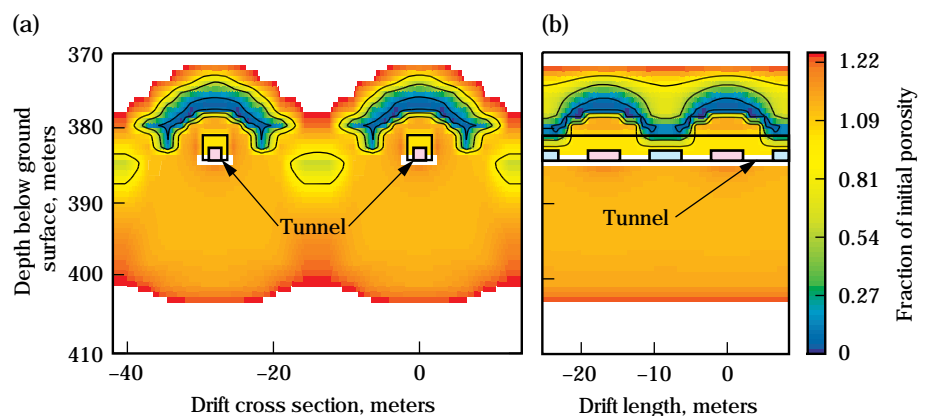 (a)
(b)
370
380
390
400
410
Depth below ground
surface, meters
Tunnel
−40
−20
0
Drift cross section, meters
Tunnel
−20
−10
0
Drift length, meters
1.22
1.09
0.81
0.54
0.27
0
Fraction of initial porosity